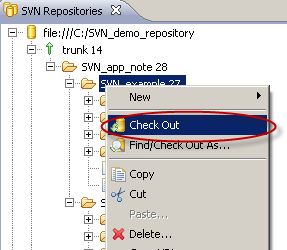 SVN Repositories
file:///C:/SVN_demo_repository
trunk 14
SVN_app_note 28
SVN_example 27
New
Check Out
Find/Check Out As...
Copy
Cut
Paste...
Delete...